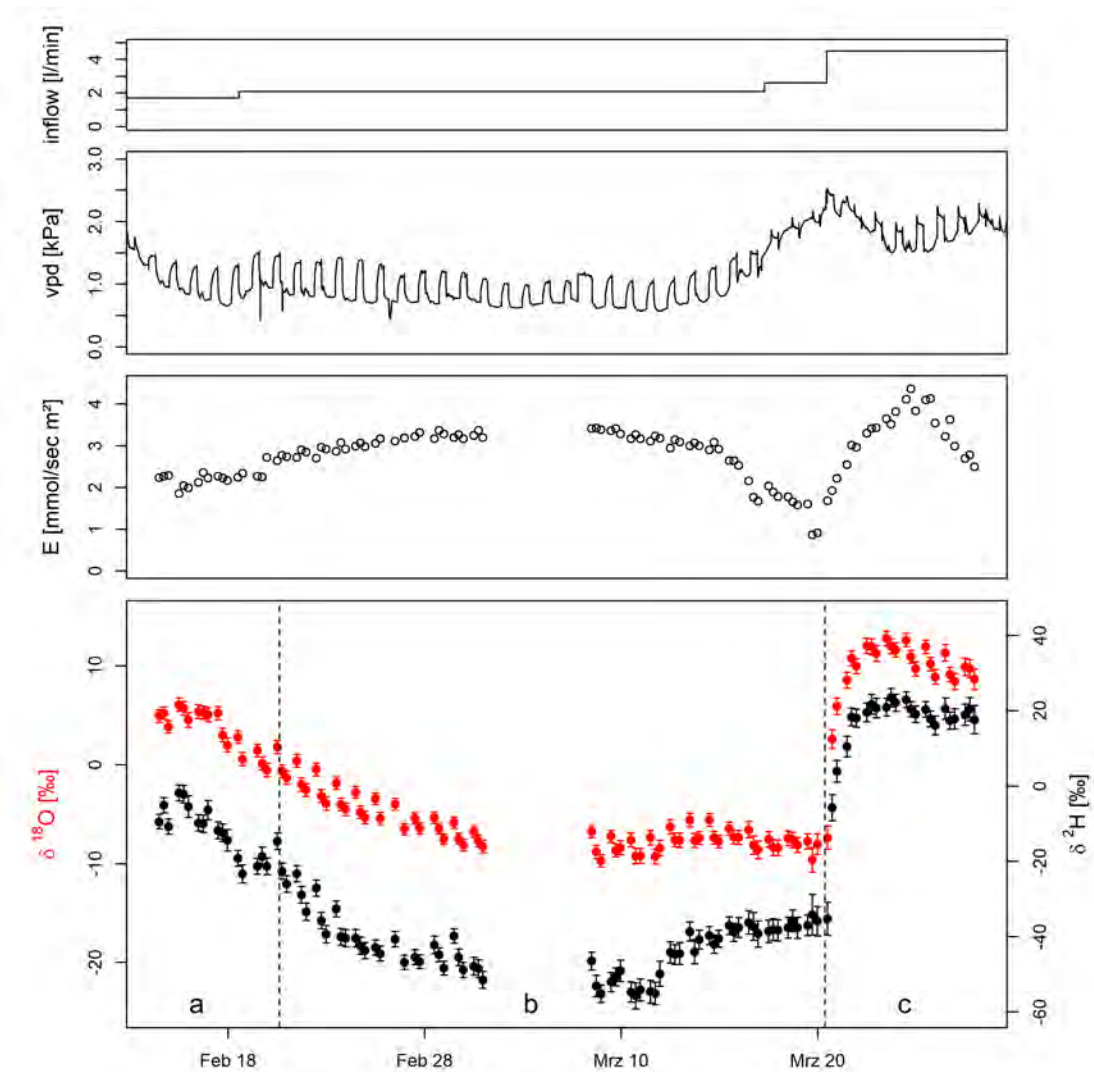 inflow [l/min]
0 2 4
vpd [kPa]
0.0 1.0 2.0 3.0
E [mmol/sec m²]
0 1 2 3 4
δ ¹⁸O [‰]
-20 -10 0 10
δ ²H [‰]
-60 -40 -20 0 20 40
a b c
Feb 18 Feb 28 Mrz 10 Mrz 20